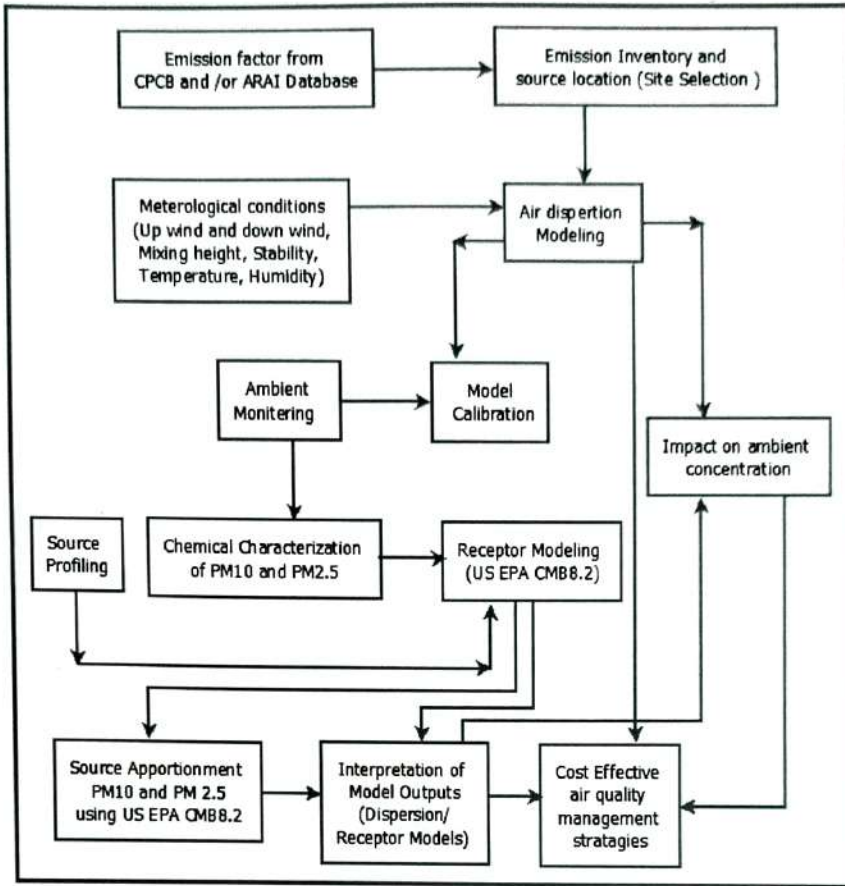 Emission factor from
CPCB and /or ARAI Database
Emission Inventory and
source location (Site Selection )
Meterological conditions
(Up wind and down wind,
Mixing height, Stability,
Temperature, Humidity)
Air dispertion
Modeling
Ambient
Monitering
Model
Calibration
Impact on ambient
concentration
Source
Profiling
Chemical Characterization
of PM10 and PM2.5
Receptor Modeling
(US EPA CMB8.2)
Source Apportionment
PM10 and PM 2.5
using US EPA CMB8.2
Interpretation of
Model Outputs
(Dispersion/
Receptor Models)
Cost Effective
air quality
management
stratagies